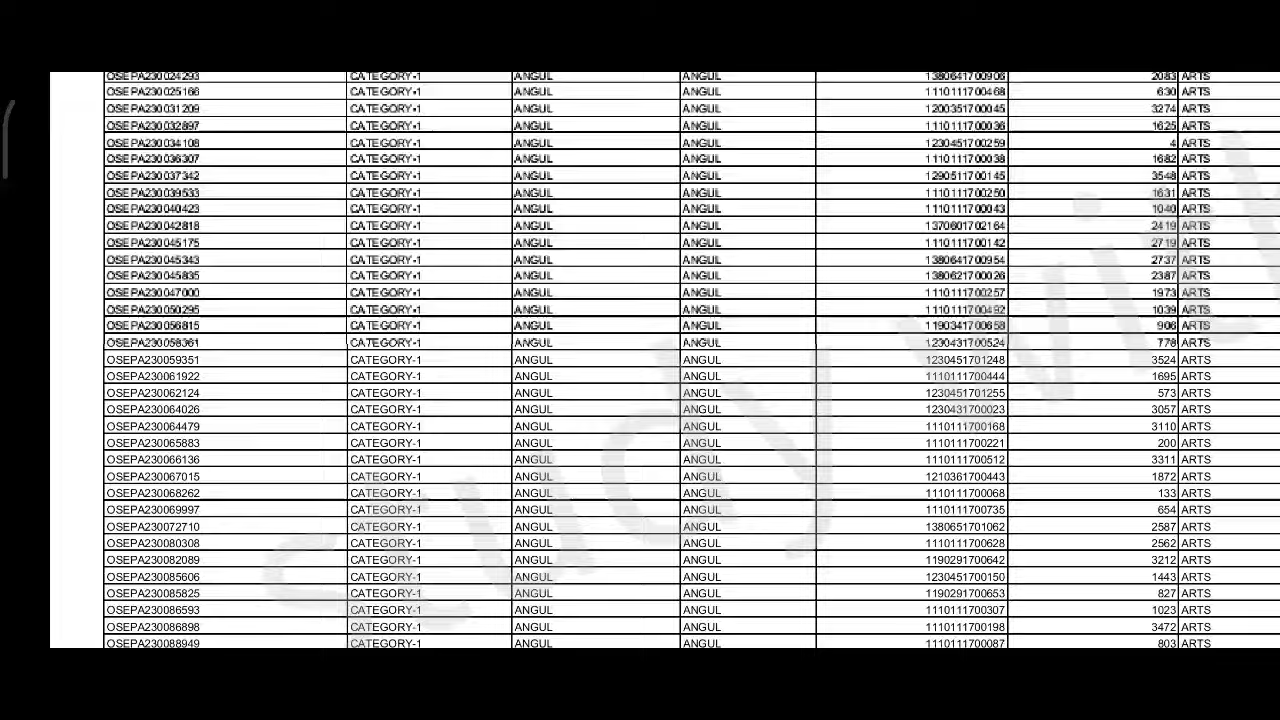 OSEPA230024293 CATEGORY-1 ANGUL ANGUL 1380641700906 2083 ARTS
OSEPA230025166 CATEGORY-1 ANGUL ANGUL 1110111700468 630 ARTS
OSEPA230031209 CATEGORY-1 ANGUL ANGUL 1200351700045 3274 ARTS
OSEPA230032897 CATEGORY-1 ANGUL ANGUL 1110111700036 1625 ARTS
OSEPA230034108 CATEGORY-1 ANGUL ANGUL 1230451700259 4 ARTS
OSEPA230036307 CATEGORY-1 ANGUL ANGUL 1110111700038 1682 ARTS
OSEPA230037342 CATEGORY-1 ANGUL ANGUL 1290511700145 3548 ARTS
OSEPA230039533 CATEGORY-1 ANGUL ANGUL 1110111700250 1631 ARTS
OSEPA230040423 CATEGORY-1 ANGUL ANGUL 1110111700043 1040 ARTS
OSEPA230042818 CATEGORY-1 ANGUL ANGUL 1370601702164 2419 ARTS
OSEPA230045175 CATEGORY-1 ANGUL ANGUL 1110111700142 2719 ARTS
OSEPA230045343 CATEGORY-1 ANGUL ANGUL 1380641700954 2737 ARTS
OSEPA230045835 CATEGORY-1 ANGUL ANGUL 1380621700026 2387 ARTS
OSEPA230047000 CATEGORY-1 ANGUL ANGUL 1110111700257 1973 ARTS
OSEPA230050295 CATEGORY-1 ANGUL ANGUL 1110111700492 1039 ARTS
OSEPA230056815 CATEGORY-1 ANGUL ANGUL 1190341700658 906 ARTS
OSEPA230058361 CATEGORY-1 ANGUL ANGUL 1230431700524 778 ARTS
OSEPA230059351 CATEGORY-1 ANGUL ANGUL 1230451701248 3524 ARTS
OSEPA230061922 CATEGORY-1 ANGUL ANGUL 1110111700444 1695 ARTS
OSEPA230062124 CATEGORY-1 ANGUL ANGUL 1230451701255 573 ARTS
OSEPA230064026 CATEGORY-1 ANGUL ANGUL 1230431700023 3057 ARTS
OSEPA230064479 CATEGORY-1 ANGUL ANGUL 1110111700168 3110 ARTS
OSEPA230065883 CATEGORY-1 ANGUL ANGUL 1110111700221 200 ARTS
OSEPA230066136 CATEGORY-1 ANGUL ANGUL 1110111700512 3311 ARTS
OSEPA230067015 CATEGORY-1 ANGUL ANGUL 1210361700443 1872 ARTS
OSEPA230068262 CATEGORY-1 ANGUL ANGUL 1110111700068 133 ARTS
OSEPA230069997 CATEGORY-1 ANGUL ANGUL 1110111700735 654 ARTS
OSEPA230072710 CATEGORY-1 ANGUL ANGUL 1380651701062 2587 ARTS
OSEPA230080308 CATEGORY-1 ANGUL ANGUL 1110111700628 2562 ARTS
OSEPA230082089 CATEGORY-1 ANGUL ANGUL 1190291700642 3212 ARTS
OSEPA230085606 CATEGORY-1 ANGUL ANGUL 1230451700150 1443 ARTS
OSEPA230085825 CATEGORY-1 ANGUL ANGUL 1190291700653 827 ARTS
OSEPA230086593 CATEGORY-1 ANGUL ANGUL 1110111700307 1023 ARTS
OSEPA230086898 CATEGORY-1 ANGUL ANGUL 1110111700198 3472 ARTS
OSEPA230088949 CATEGORY-1 ANGUL ANGUL 1110111700087 803 ARTS
study with